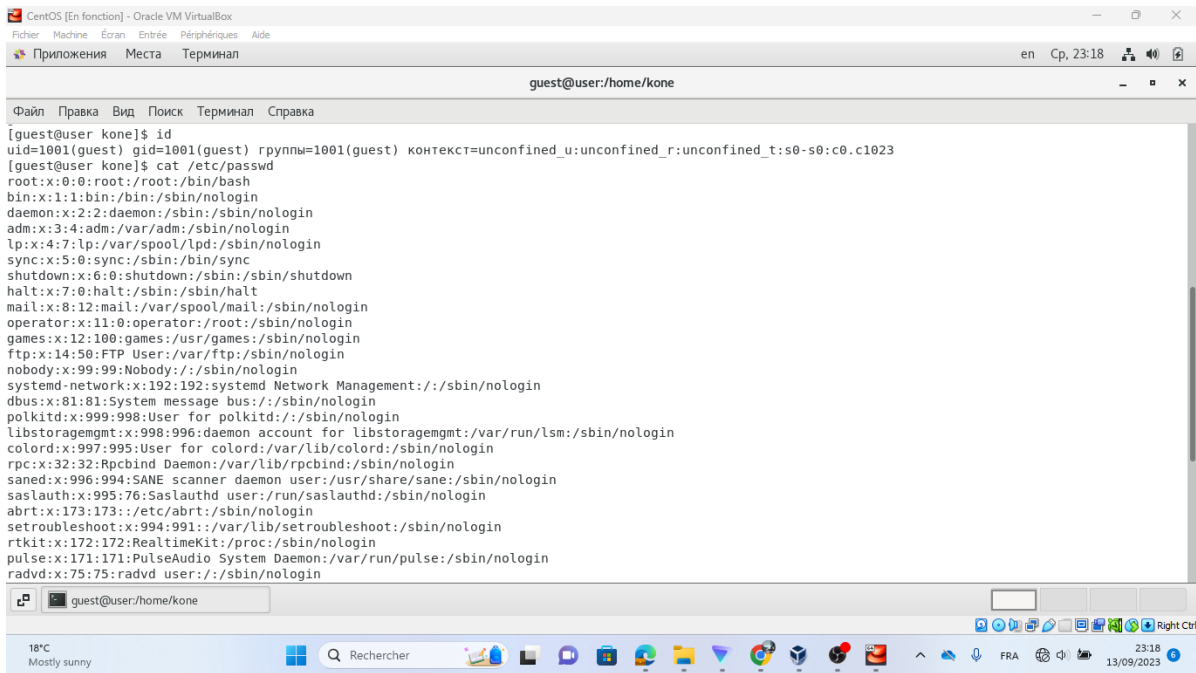 CentOS [En fonction] - Oracle VM VirtualBox
Fichier Machine Écran Entrée Périphériques Aide
Приложения Места Терминал en Ср, 23:18
guest@user:/home/kone
Файл Правка Вид Поиск Терминал Справка
[guest@user kone]$ id
uid=1001(guest) gid=1001(guest) группы=1001(guest) контекст=unconfined_u:unconfined_r:unconfined_t:s0-s0:c0.c1023
[guest@user kone]$ cat /etc/passwd
root:x:0:0:root:/root:/bin/bash
bin:x:1:1:bin:/bin:/sbin/nologin
daemon:x:2:2:daemon:/sbin:/sbin/nologin
adm:x:3:4:adm:/var/adm:/sbin/nologin
lp:x:4:7:lp:/var/spool/lpd:/sbin/nologin
sync:x:5:0:sync:/sbin:/bin/sync
shutdown:x:6:0:shutdown:/sbin:/sbin/shutdown
halt:x:7:0:halt:/sbin:/sbin/halt
mail:x:8:12:mail:/var/spool/mail:/sbin/nologin
operator:x:11:0:operator:/root:/sbin/nologin
games:x:12:100:games:/usr/games:/sbin/nologin
ftp:x:14:50:FTP User:/var/ftp:/sbin/nologin
nobody:x:99:99:Nobody:/:/sbin/nologin
systemd-network:x:192:192:systemd Network Management:/:/sbin/nologin
dbus:x:81:81:System message bus:/:/sbin/nologin
polkitd:x:999:998:User for polkitd:/:/sbin/nologin
libstoragemgmt:x:998:996:daemon account for libstoragemgmt:/var/run/lsm:/sbin/nologin
colord:x:997:995:User for colord:/var/lib/colord:/sbin/nologin
rpc:x:32:32:Rpcbind Daemon:/var/lib/rpcbind:/sbin/nologin
saned:x:996:994:SANE scanner daemon user:/usr/share/sane:/sbin/nologin
saslauth:x:995:76:Saslauthd user:/run/saslauthd:/sbin/nologin
abrt:x:173:173::/etc/abrt:/sbin/nologin
setroubleshoot:x:994:991::/var/lib/setroubleshoot:/sbin/nologin
rtkit:x:172:172:RealtimeKit:/proc:/sbin/nologin
pulse:x:171:171:PulseAudio System Daemon:/var/run/pulse:/sbin/nologin
radvd:x:75:75:radvd user:/:/sbin/nologin
guest@user:/home/kone
Right Ctrl
18°C
Mostly sunny
Rechercher
FRA
23:18
13/09/2023
6